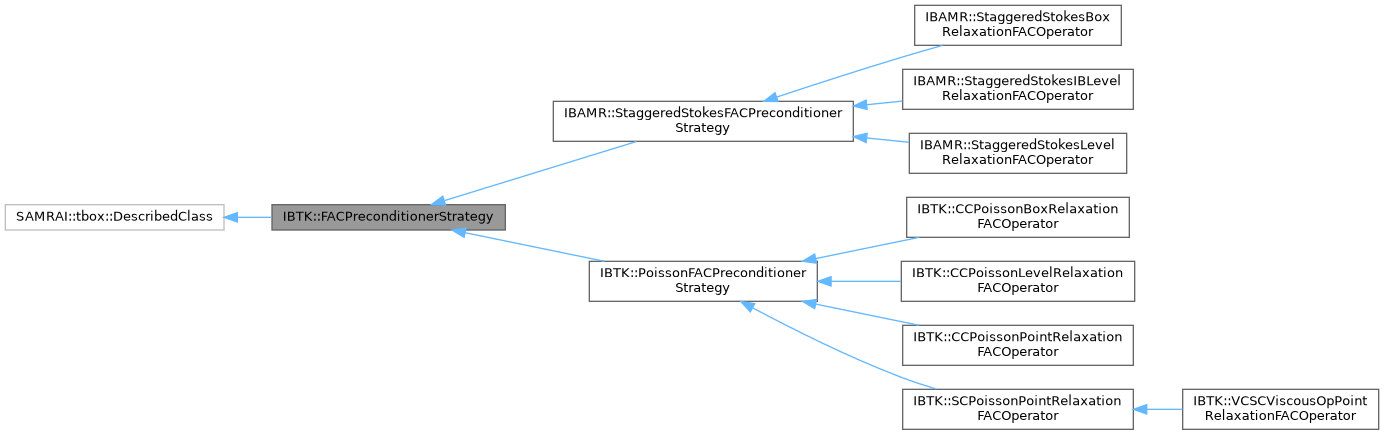 IBAMR::StaggeredStokesBox
RelaxationFACOperator
IBAMR::StaggeredStokesIBLevel
RelaxationFACOperator
IBAMR::StaggeredStokesFACPreconditioner
Strategy
IBAMR::StaggeredStokesLevel
RelaxationFACOperator
SAMRAI::tbox::DescribedClass
IBTK::FACPreconditionerStrategy
IBTK::CCPoissonBoxRelaxation
FACOperator
IBTK::PoissonFACPreconditioner
Strategy
IBTK::CCPoissonLevelRelaxation
FACOperator
IBTK::CCPoissonPointRelaxation
FACOperator
IBTK::SCPoissonPointRelaxation
FACOperator
IBTK::VCSCViscousOpPoint
RelaxationFACOperator